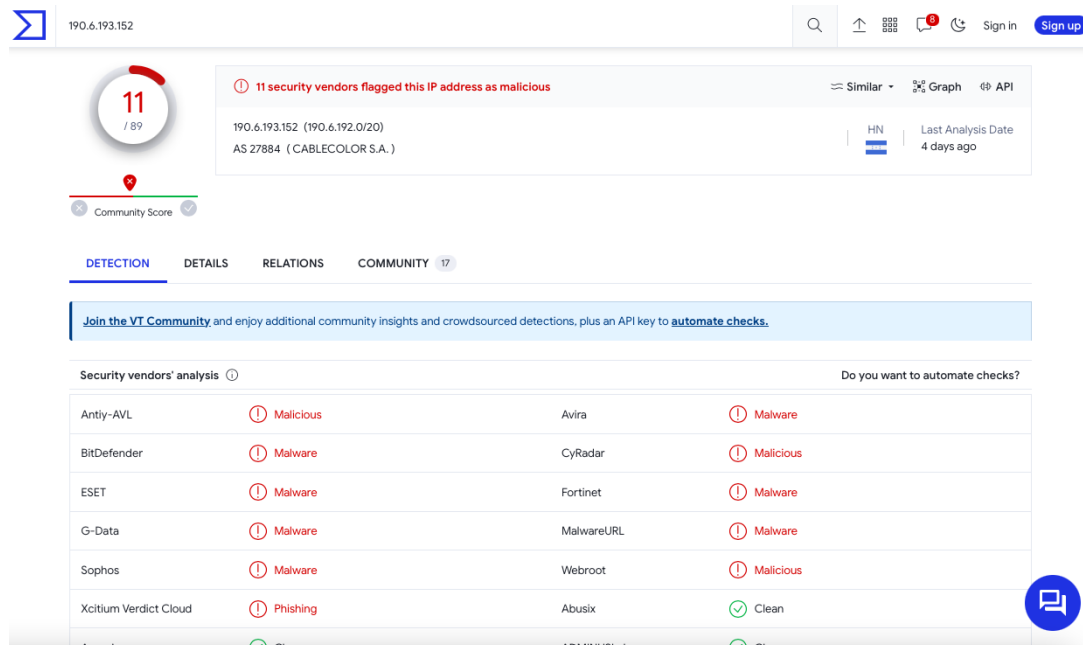 190.6.193.152
8
Sign in
Sign up
11
/ 89
11 security vendors flagged this IP address as malicious
Similar
Graph
API
190.6.193.152 (190.6.192.0/20)
AS 27884 ( CABLECOLOR S.A. )
HN
Last Analysis Date
4 days ago
Community Score
DETECTION
DETAILS
RELATIONS
COMMUNITY 17
Join the VT Community and enjoy additional community insights and crowdsourced detections, plus an API key to automate checks.
Security vendors' analysis
Do you want to automate checks?
Antiy-AVL Malicious Avira Malware
BitDefender Malware CyRadar Malicious
ESET Malware Fortinet Malware
G-Data Malware MalwareURL Malware
Sophos Malware Webroot Malicious
Xcitium Verdict Cloud Phishing Abusix Clean